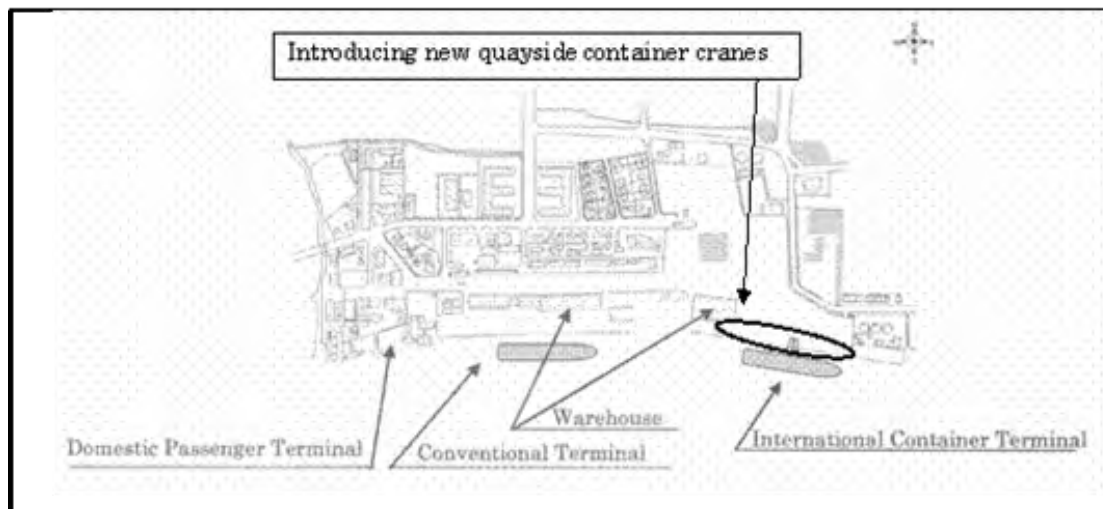 Introducing new quayside container cranes
Warehouse
Domestic Passenger Terminal
Conventional Terminal
International Container Terminal